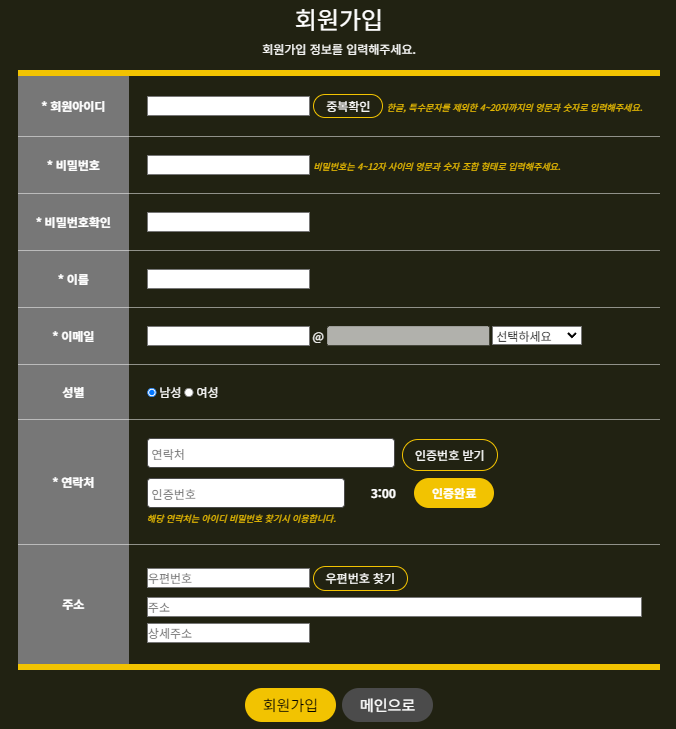 회원가입
회원가입 정보를 입력해주세요.
* 회원아이디 중복확인 한글, 특수문자를 제외한 4~20자까지의 영문과 숫자로 입력해주세요.
* 비밀번호 비밀번호는 4~12자 사이의 영문과 숫자 조합 형태로 입력해주세요.
* 비밀번호확인
* 이름
* 이메일 @ 선택하세요
성별 남성 여성
연락처 인증번호 받기
* 연락처
인증번호 3:00 인증완료
해당 연락처는 아이디 비밀번호 찾기시 이용합니다.
우편번호 우편번호 찾기
주소 주소
상세주소
회원가입 메인으로